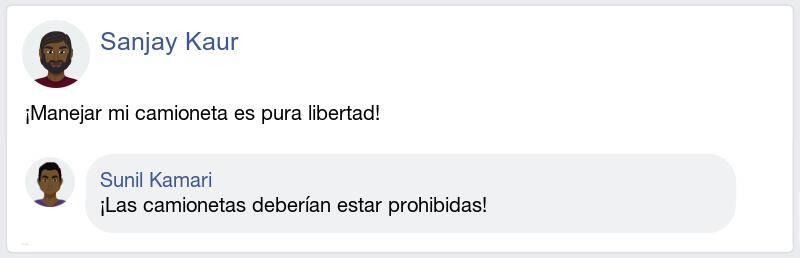 Sanjay Kaur
¡Manejar mi camioneta es pura libertad!
Sunil Kamari
¡Las camionetas deberían estar prohibidas!